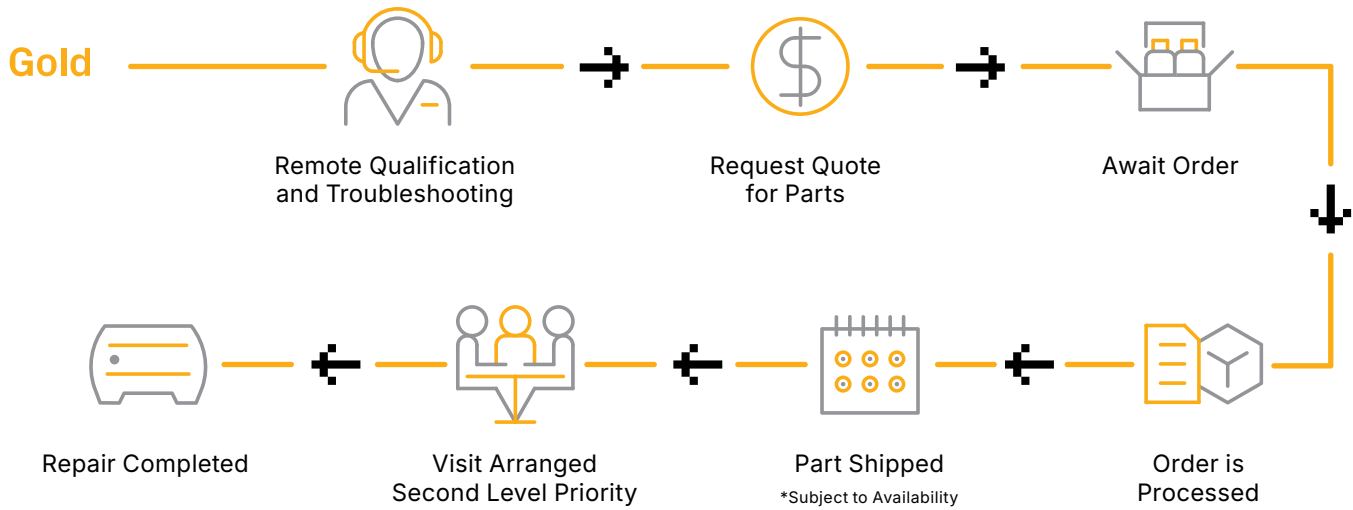 Gold
Remote Qualification
and Troubleshooting
Request Quote
for Parts
Await Order
Order is
Processed
Part Shipped
*Subject to Availability
Visit Arranged
Second Level Priority
Repair Completed